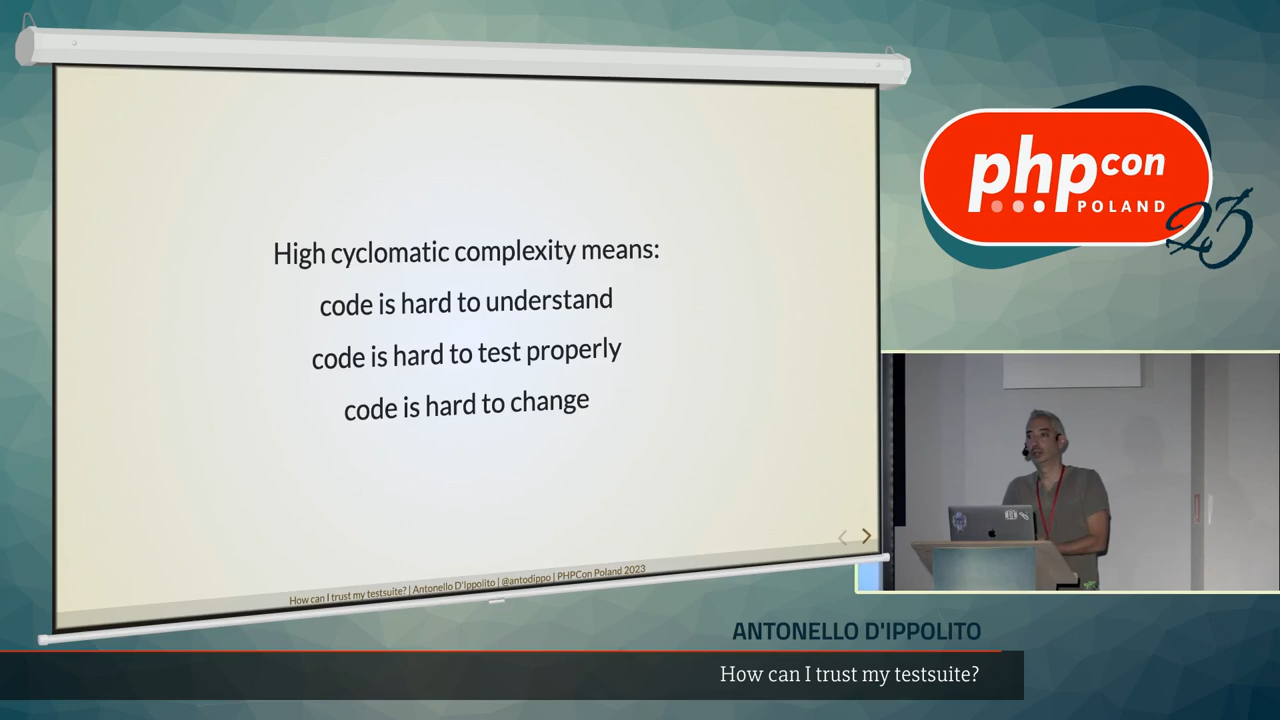 High cyclomatic complexity means:
code is hard to understand
code is hard to test properly
code is hard to change
How can I trust my testsuite? | Antonello D'Ippolito | @antodippo | PHPCon Poland 2023
phpcon
POLAND
23
ANTONELLO D'IPPOLITO
How can I trust my testsuite?